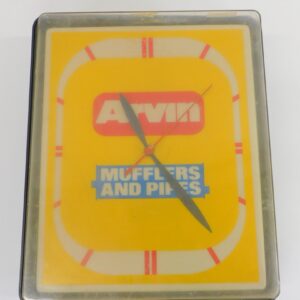 Arvin
MUFFLERS
AND PIPES